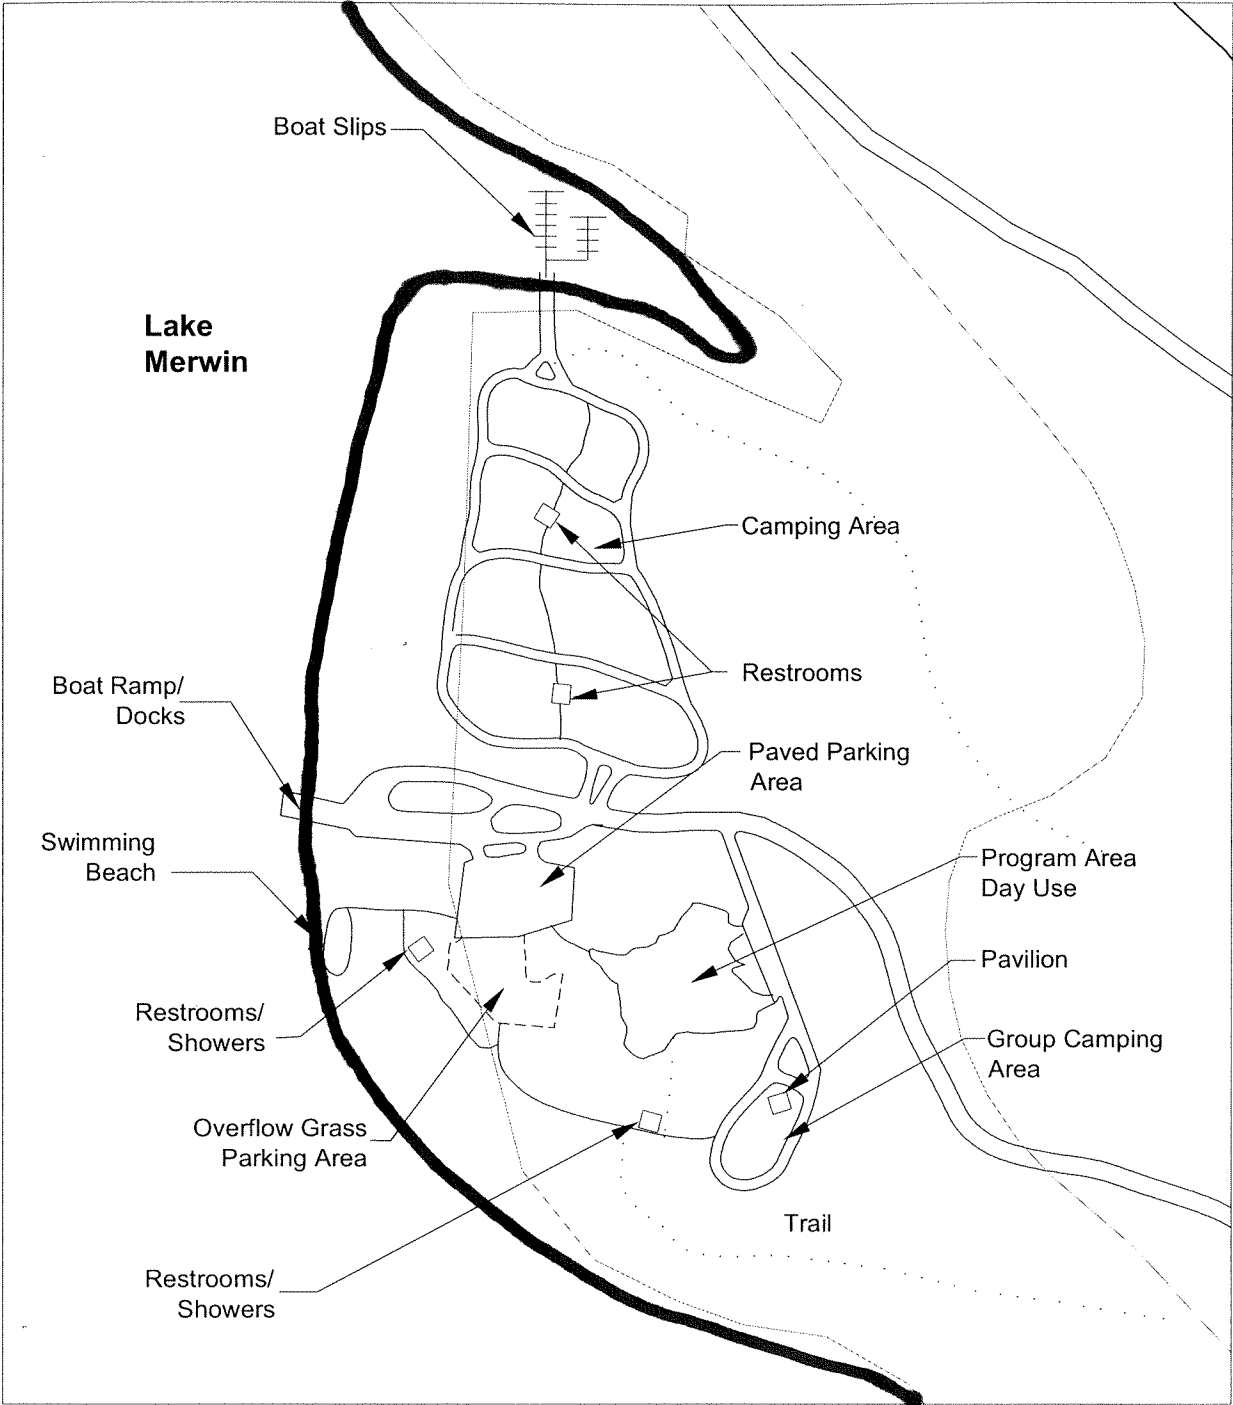 Boat Slips
Lake
Merwin
Camping Area
Restrooms
Boat Ramp/
Docks
Paved Parking
Area
Swimming
Beach
Program Area
Day Use
Pavilion
Restrooms/
Showers
Group Camping
Area
Overflow Grass
Parking Area
Trail
Restrooms/
Showers